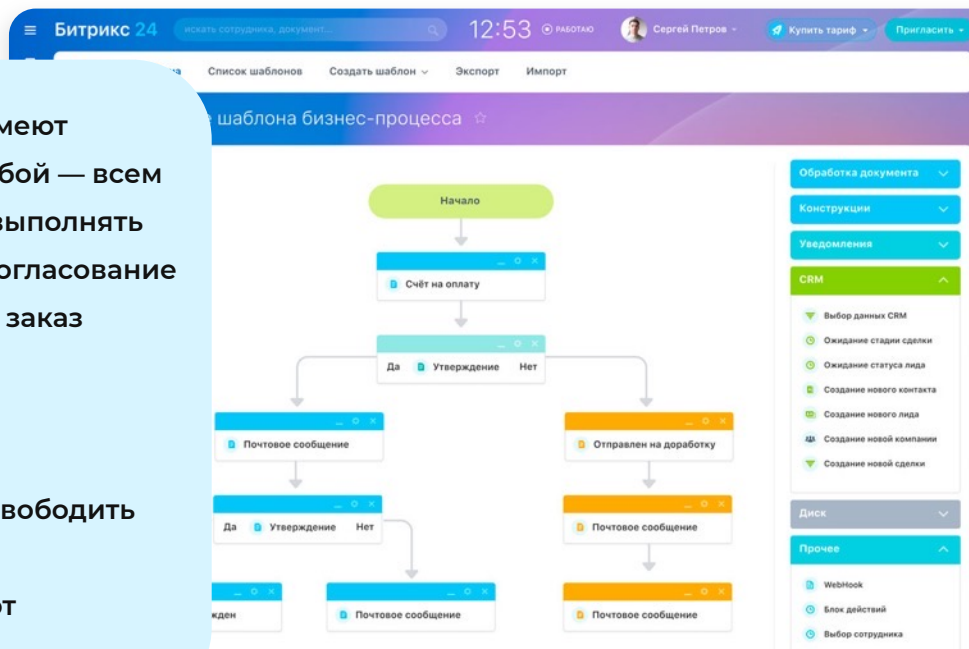 Битрикс 24
искать сотрудника, документ...
12:53
РАБОТАЮ
Сергей Петров
Купить тариф
Пригласить
Список шаблонов
Создать шаблон
Экспорт
Импорт
шаблона бизнес-процесса
меют
бой — всем
выполнять
огласование
заказ
вободить
от
Начало
Счёт на оплату
Да Утверждение Нет
Почтовое сообщение
Отправлен на доработку
Да Утверждение Нет
Почтовое сообщение
жден
Почтовое сообщение
Почтовое сообщение
Обработка документа
Конструкции
Уведомления
CRM
Выбор данных CRM
Ожидание стадии сделки
Ожидание статуса лида
Создание нового контакта
Создание нового лида
Создание новой компании
Создание новой сделки
Диск
Прочее
WebHook
Блок действий
Выбор сотрудника